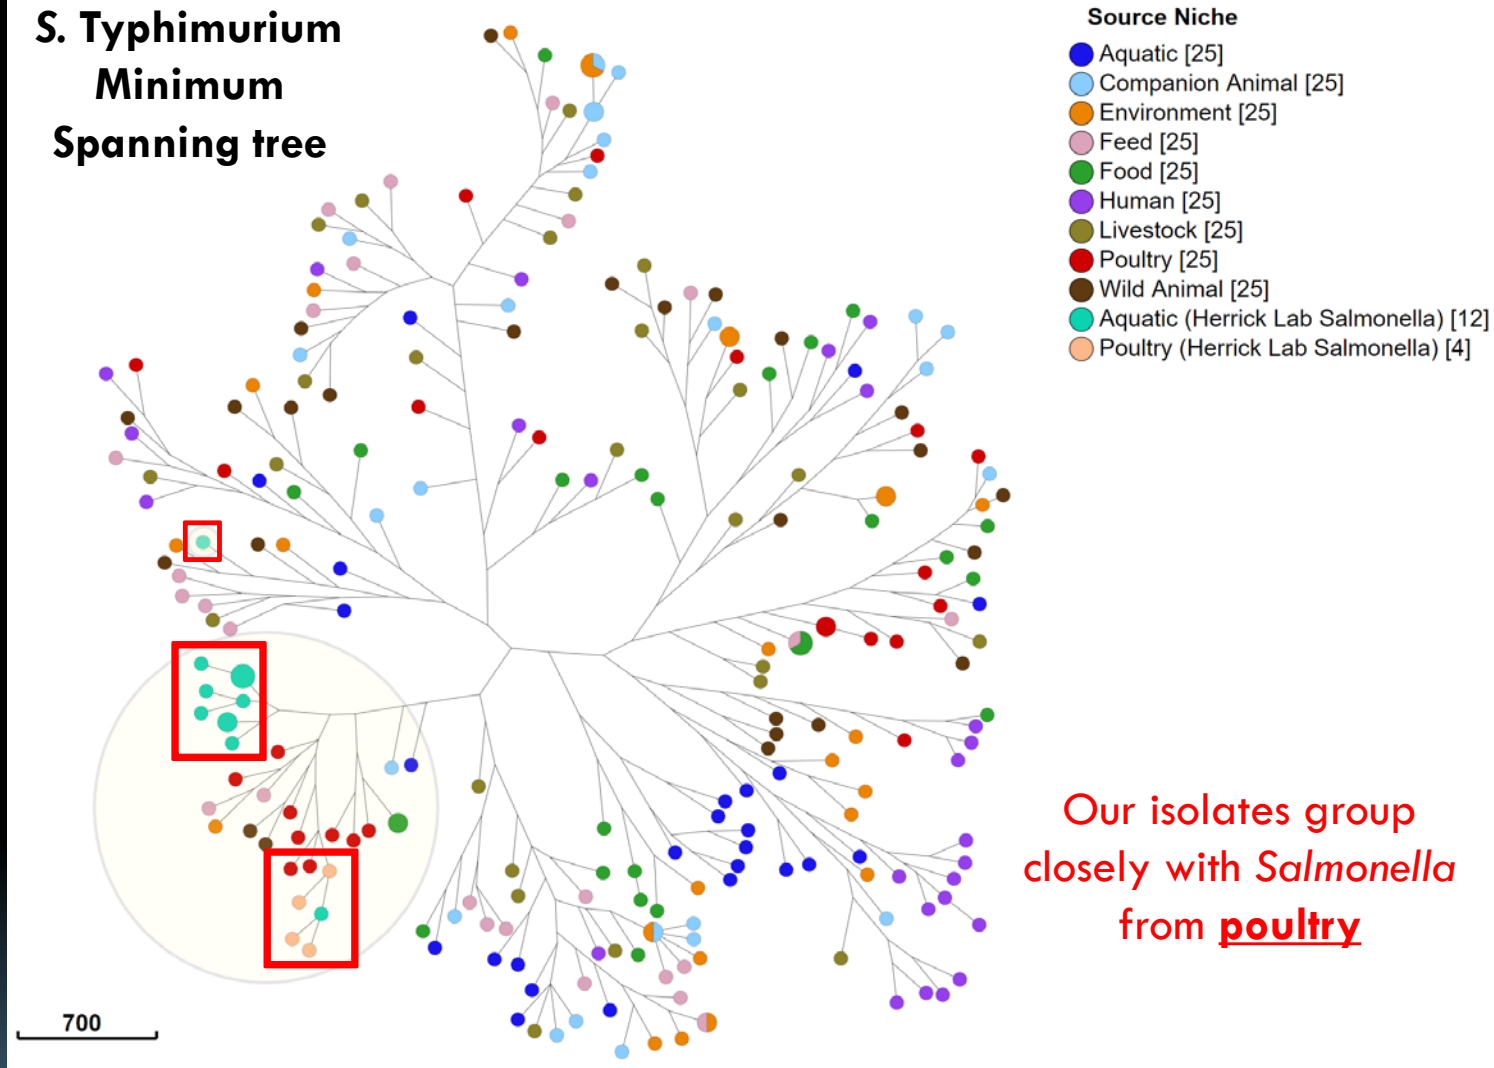 S. Typhimurium
Minimum
Spanning tree
Source Niche
Aquatic [25]
Companion Animal [25]
Environment [25]
Feed [25]
Food [25]
Human [25]
Livestock [25]
Poultry [25]
Wild Animal [25]
Aquatic (Herrick Lab Salmonella) [12]
Poultry (Herrick Lab Salmonella) [4]
Our isolates group
closely with Salmonella
from poultry
700